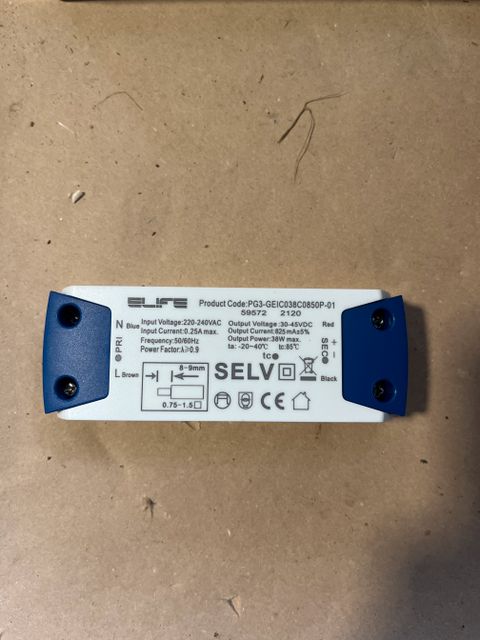 ELIFE
Product Code:PG3-GEIC038C0850P-01
59572 2120
N Blue
PRI
L Brown
Input Voltage:220-240VAC
Input Current:0.25A max.
Frequency:50/60Hz
Power Factor:λ≥0.9
Output Voltage:30-45VDC
Output Current:825mA±5%
Output Power:38W max.
ta: -20~40℃ tc:85℃
tc
Red
+
SEC
−
Black
8-9mm
0.75-1.5
SELV
CE